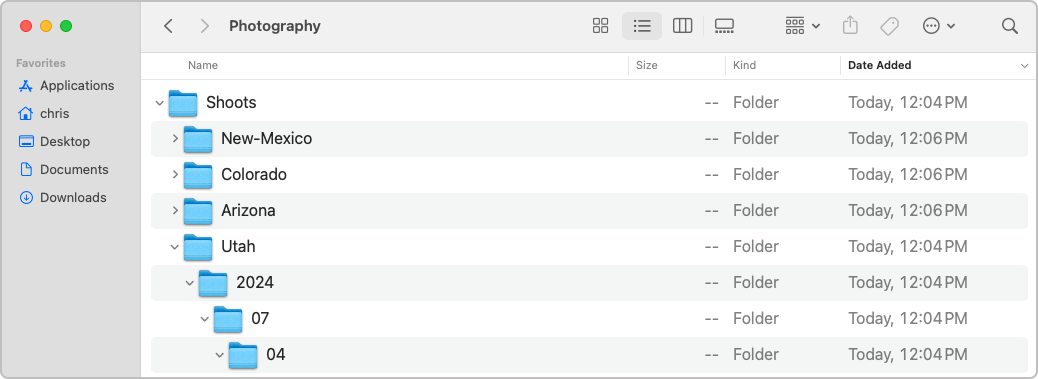 Photography
Favorites
Applications
chris
Desktop
Documents
Downloads
Name Size Kind Date Added
Shoots -- Folder Today, 12:04 PM
New-Mexico -- Folder Today, 12:06 PM
Colorado -- Folder Today, 12:06 PM
Arizona -- Folder Today, 12:06 PM
Utah -- Folder Today, 12:04 PM
2024 -- Folder Today, 12:04 PM
07 -- Folder Today, 12:04 PM
04 -- Folder Today, 12:04 PM